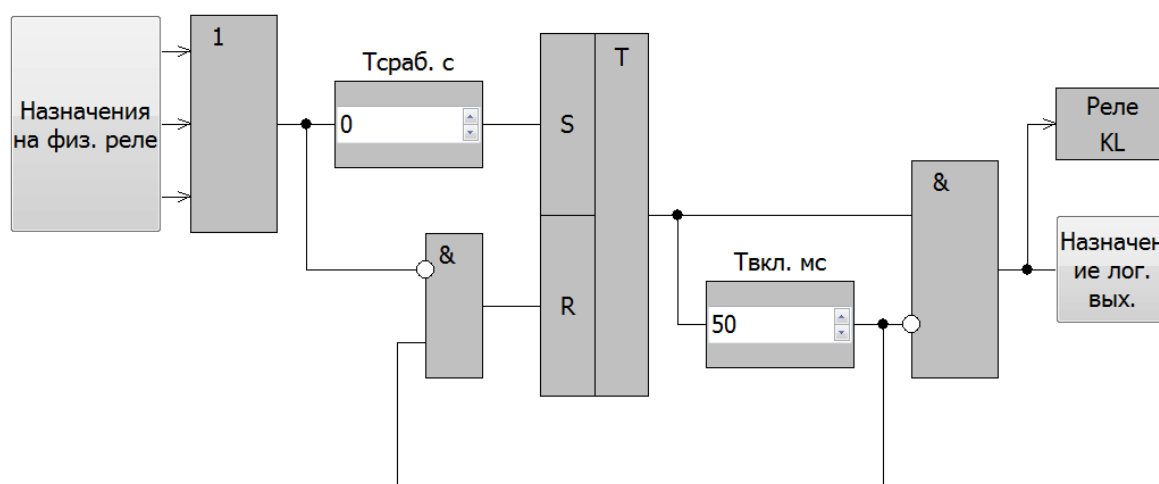 Назначения
на физ. реле
1
Тсраб. с
0
S
T
R
&
Твкл. мс
50
&
Реле
KL
Назначен
ие лог.
вых.